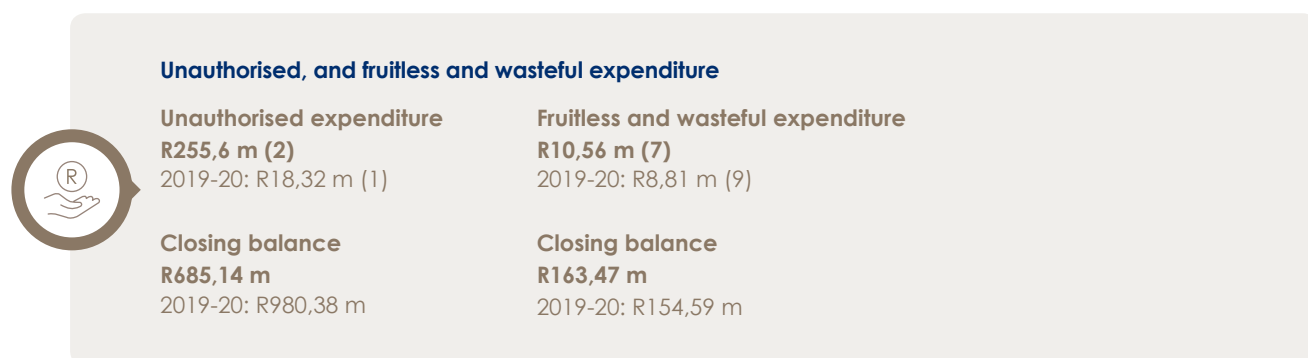 Unauthorised, and fruitless and wasteful expenditure
Unauthorised expenditure
R255,6 m (2)
2019-20: R18,32 m (1)
Closing balance
R685,14 m
2019-20: R980,38 m
Fruitless and wasteful expenditure
R10,56 m (7)
2019-20: R8,81 m (9)
Closing balance
R163,47 m
2019-20: R154,59 m
R